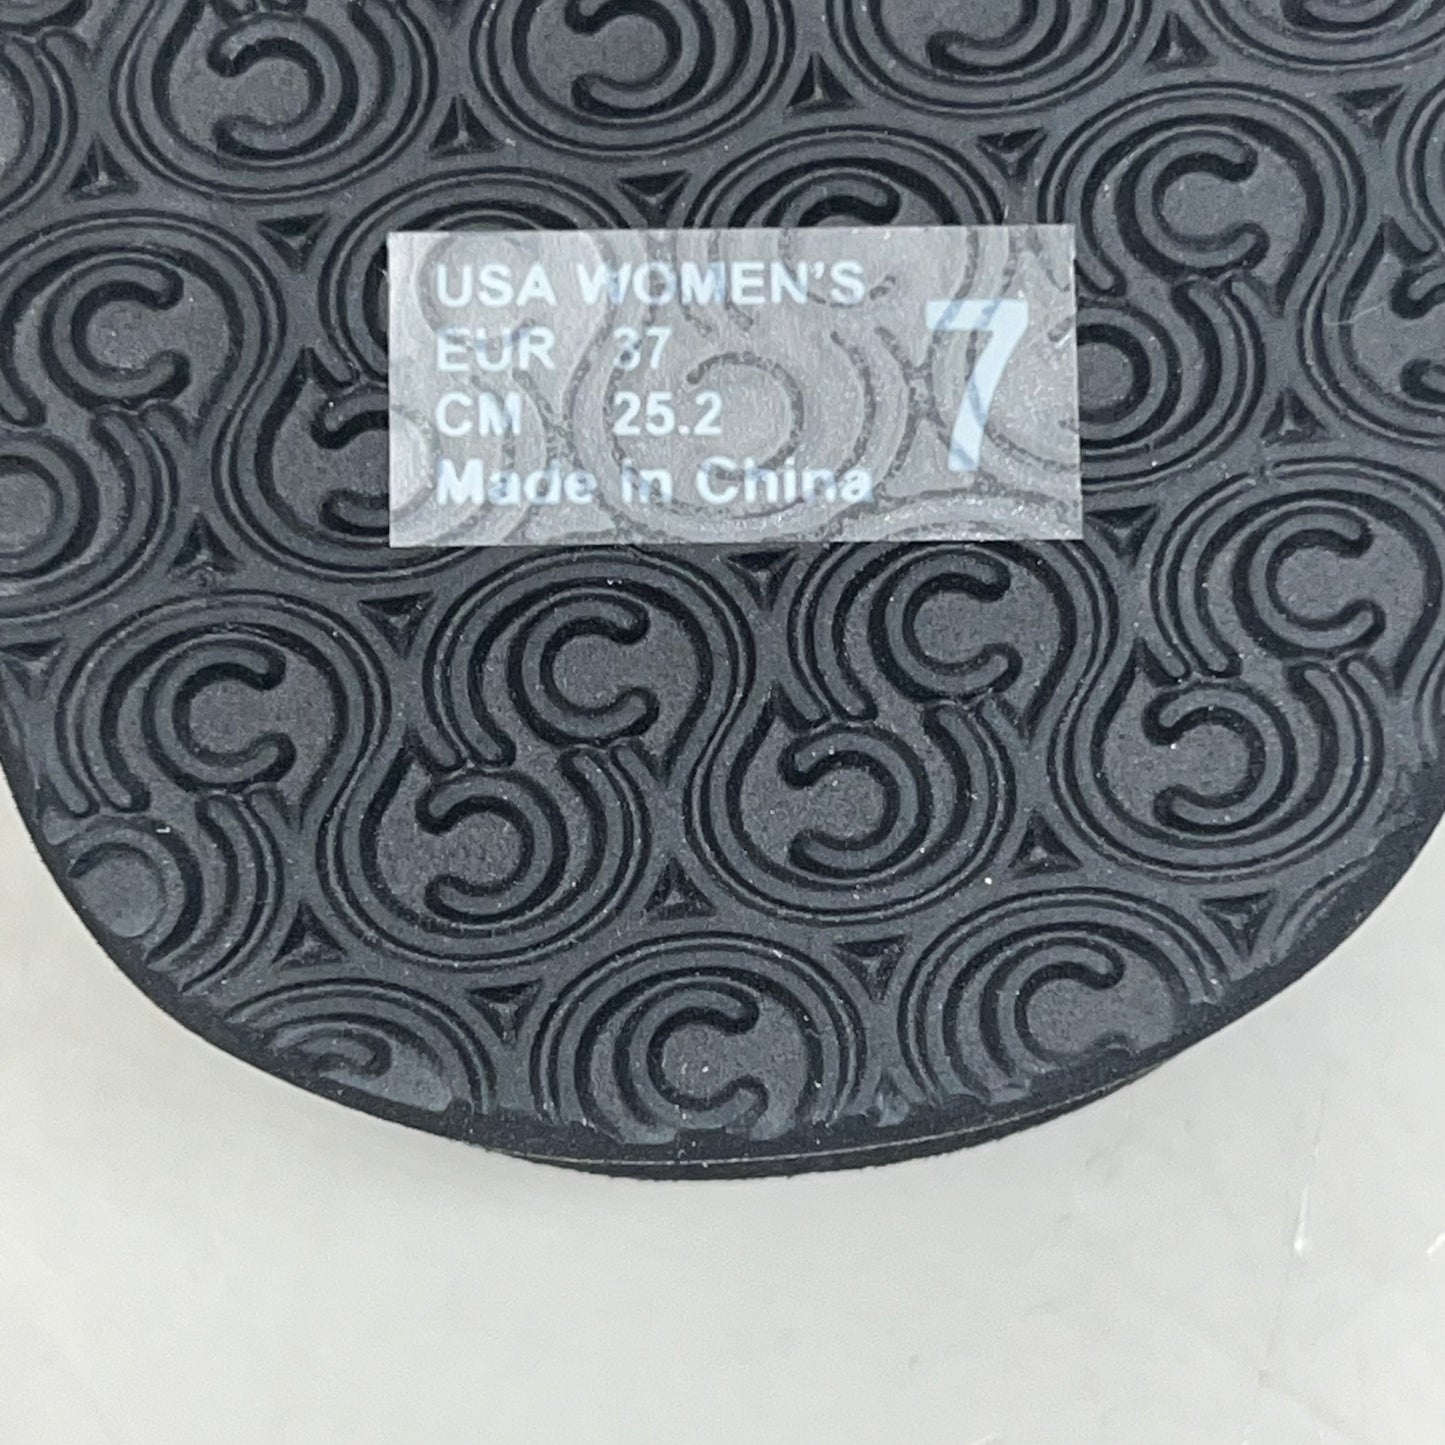 USA WOMEN'S 7
EUR 37
CM 25.2
Made in China